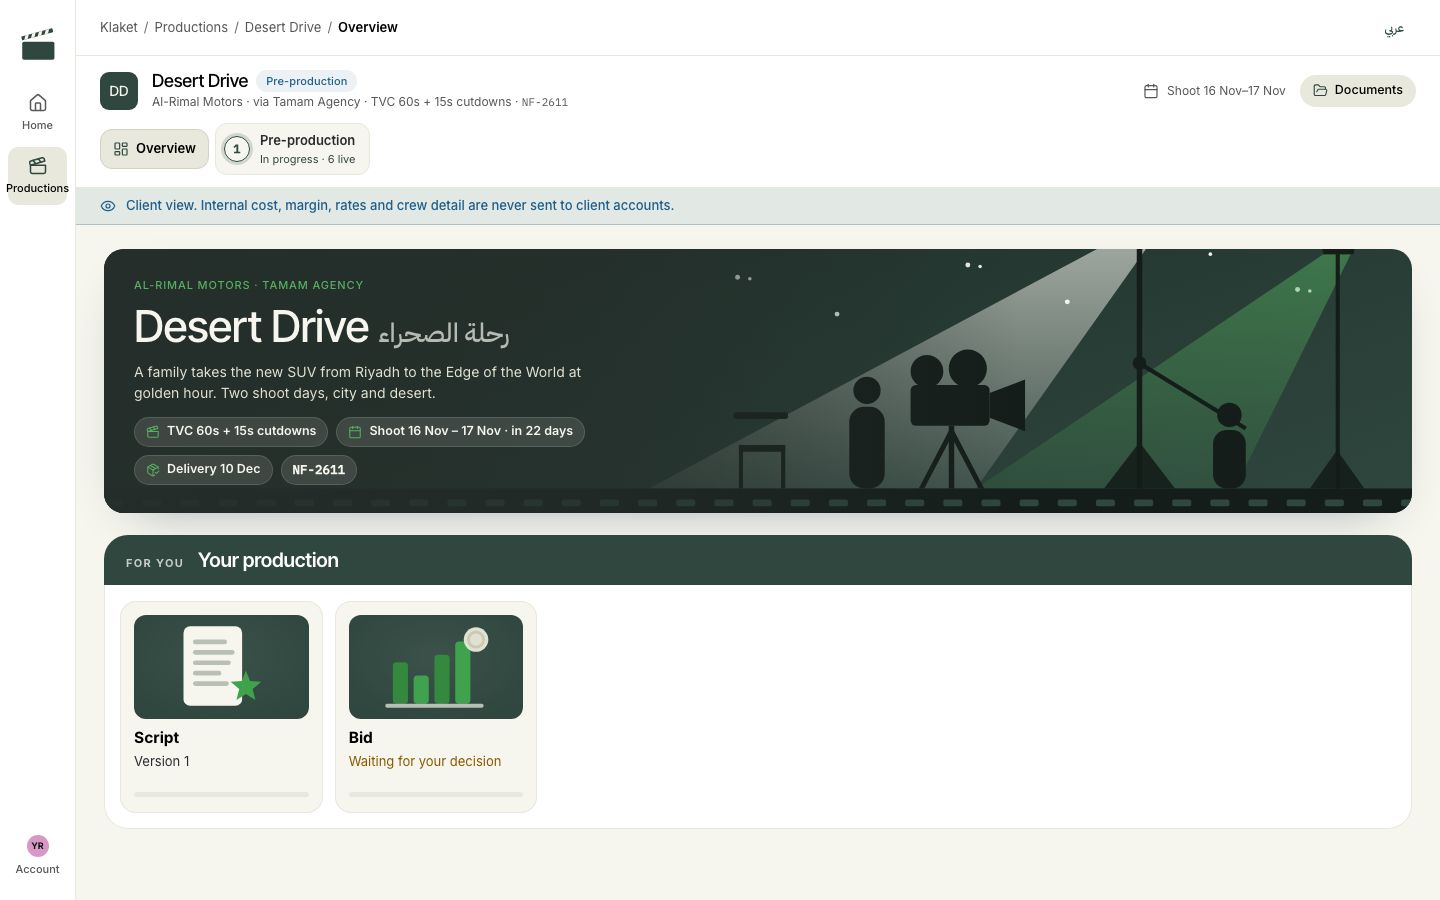 Klaket / Productions / Desert Drive / Overview
عربي
Home
Productions
DD
Desert Drive
Pre-production
Al-Rimal Motors · via Tamam Agency · TVC 60s + 15s cutdowns · NF-2611
Shoot 16 Nov–17 Nov
Documents
Overview
1
Pre-production
In progress · 6 live
Client view. Internal cost, margin, rates and crew detail are never sent to client accounts.
AL-RIMAL MOTORS · TAMAM AGENCY
Desert Drive رحلة الصحراء
A family takes the new SUV from Riyadh to the Edge of the World at
golden hour. Two shoot days, city and desert.
TVC 60s + 15s cutdowns
Shoot 16 Nov – 17 Nov · in 22 days
Delivery 10 Dec
NF-2611
FOR YOU Your production
Script
Version 1
Bid
Waiting for your decision
YR
Account